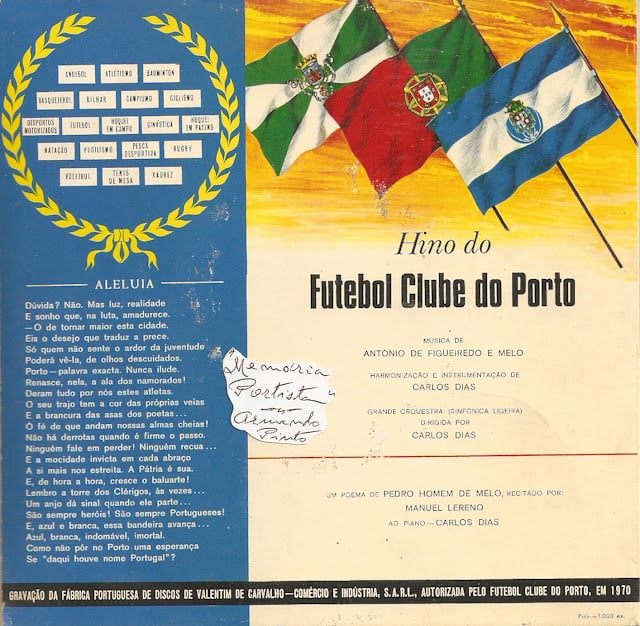 ANDEBOL ATLÉTISMO BADMINTON
BASQUETEBOL BILHAR CAMPISMO CICLISMO
DESPORTOS MOTORIZADOS FUTEBOL HOQUEI EM CAMPO GINÁSTICA HOQUEI EM PATINS
NATAÇÃO PUGILISMO PESCA DESPORTIVA RUGBY
VOLEIBOL TENIS DE MESA XADREZ
ALELUIA
Dúvida? Não. Mas luz, realidade
E sonho que, na luta, amadurece.
—O de tornar maior esta cidade.
Eis o desejo que traduz a prece.
Só quem não sente o ardor da juventude
Poderá vê-la, de olhos descuidados.
Porto—palavra exacta. Nunca ilude.
Renasce, nela, a ala dos namorados!
Deram tudo por nós estes atletas.
O seu trajo tem a cor das próprias veias
E a brancura das asas dos poetas...
Ó fé de que andam nossas almas cheias!
Não há derrotas quando é firme o passo.
Ninguém fale em perder! Ninguém recua...
E a mocidade invicta em cada abraço
A si mais nos estreita. A Pátria é sua.
E, de hora a hora, cresce o baluarte!
Lembro a torre dos Clérigos, às vezes...
Um anjo dá sinal quando ele parte...
São sempre heróis! São sempre Portugueses!
E, azul e branca, essa bandeira avança...
Azul, branca, indomável, imortal.
Como não pôr no Porto uma esperança
Se "daqui houve nome Portugal"?
Hino do
Futebol Clube do Porto
MÚSICA DE
ANTÓNIO DE FIGUEIREDO E MELO
HARMONIZAÇÃO E INSTRUMENTAÇÃO DE
CARLOS DIAS
GRANDE ORQUESTRA (SINFÓNICA LIGEIRA)
DIRIGIDA POR
CARLOS DIAS
"Memória
Portista"
Armando
Pinto
UM POEMA DE PEDRO HOMEM DE MELO, RECITADO POR:
MANUEL LERENO
AO PIANO—CARLOS DIAS
GRAVAÇÃO DA FÁBRICA PORTUGUESA DE DISCOS DE VALENTIM DE CARVALHO—COMÉRCIO E INDÚSTRIA, S.A.R.L., AUTORIZADA PELO FUTEBOL CLUBE DO PORTO, EM 1970
1.000 ex.